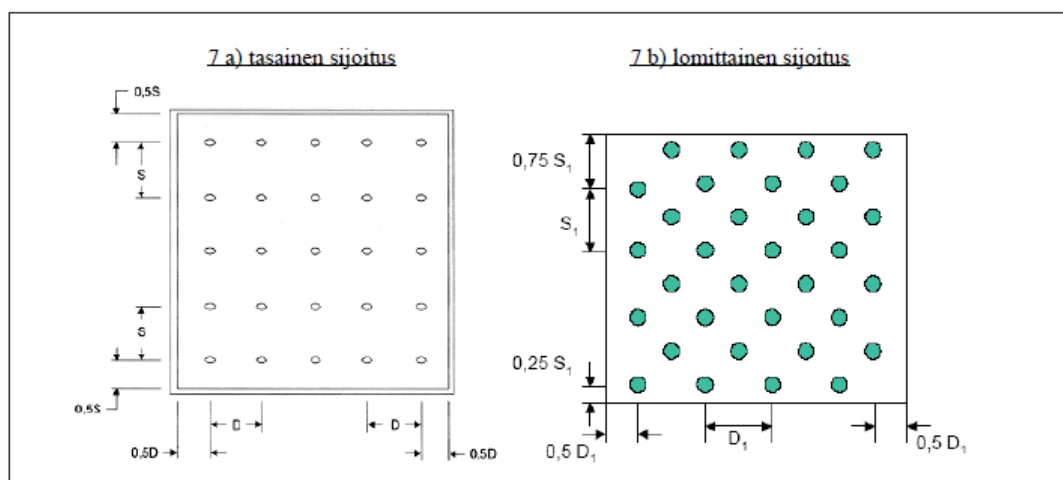 7 a) tasainen sijoitus
7 b) lomittainen sijoitus
0,5S
S
S
0,5S
0,5D
D
D
0,5D
0,75 S₁
S₁
0,25 S₁
0,5 D₁
D₁
0,5 D₁